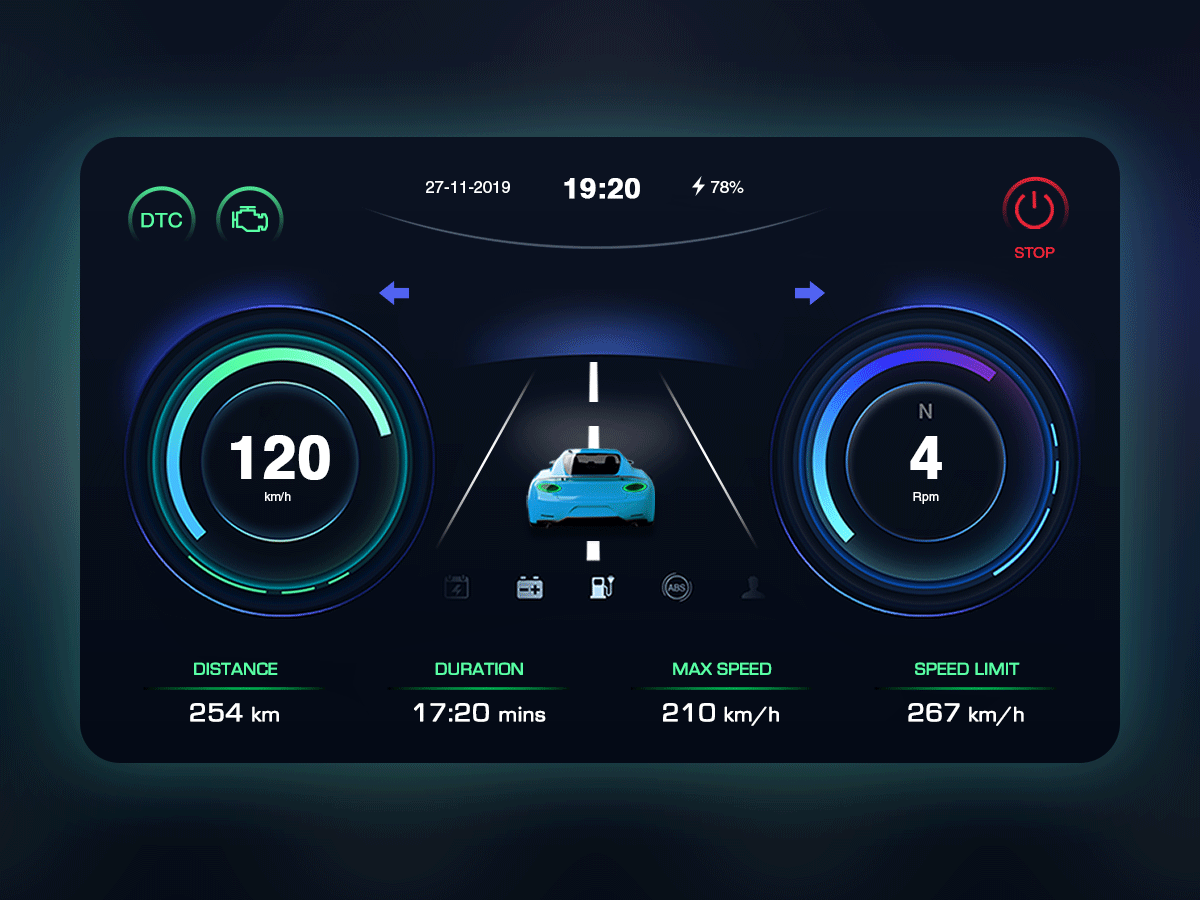 27-11-2019 19:20 78%
DTC
STOP
N
120
4
km/h
Rpm
ABS
DISTANCE DURATION MAX SPEED SPEED LIMIT
254 km 17:20 mins 210 km/h 267 km/h